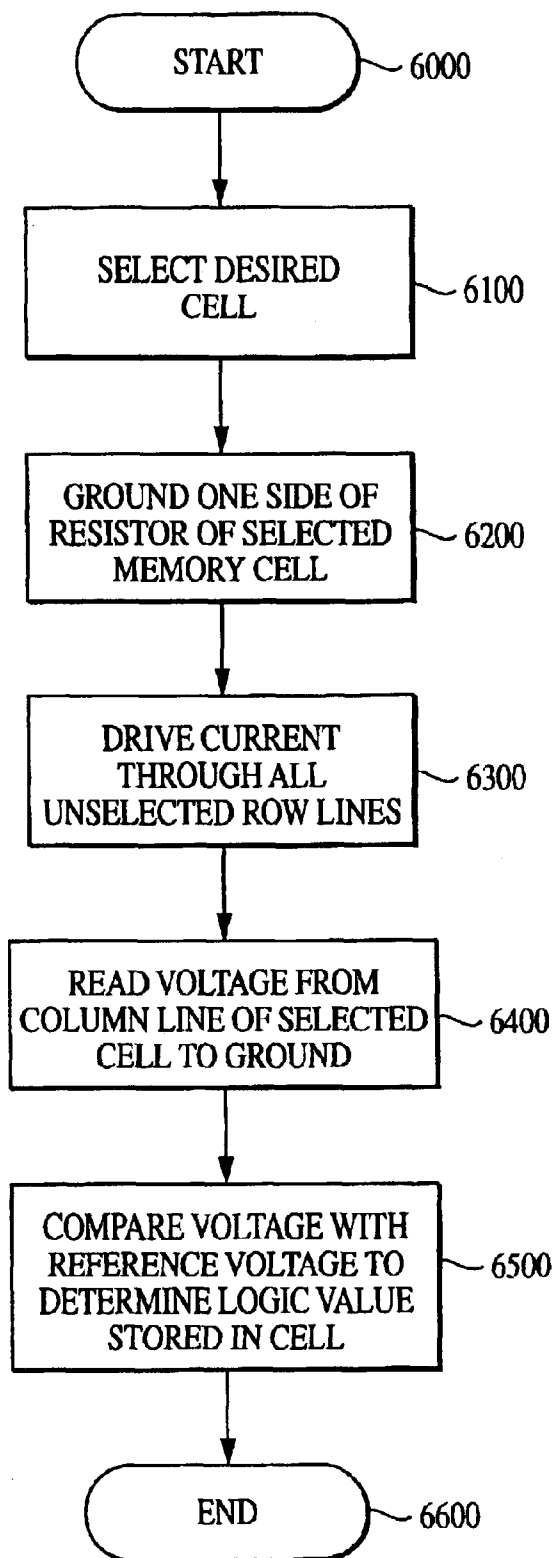 START
6000
SELECT DESIRED
CELL
6100
GROUND ONE SIDE OF
RESISTOR OF SELECTED
MEMORY CELL
6200
DRIVE CURRENT
THROUGH ALL
UNSELECTED ROW LINES
6300
READ VOLTAGE FROM
COLUMN LINE OF SELECTED
CELL TO GROUND
6400
COMPARE VOLTAGE WITH
REFERENCE VOLTAGE TO
DETERMINE LOGIC VALUE
STORED IN CELL
6500
END
6600